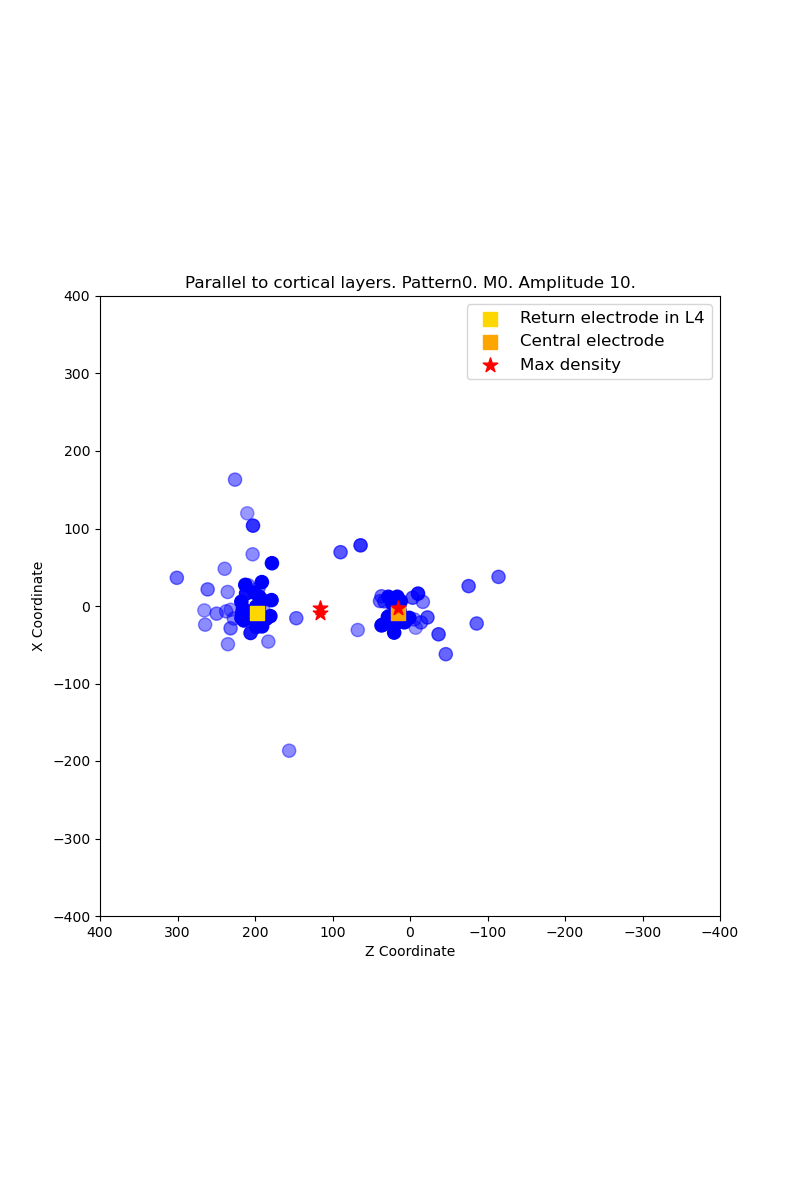 Parallel to cortical layers. Pattern0. M0. Amplitude 10.
Return electrode in L4
Central electrode
Max density
400
300
200
100
0
−100
−200
−300
−400
X Coordinate
400 300 200 100 0 −100 −200 −300 −400
Z Coordinate